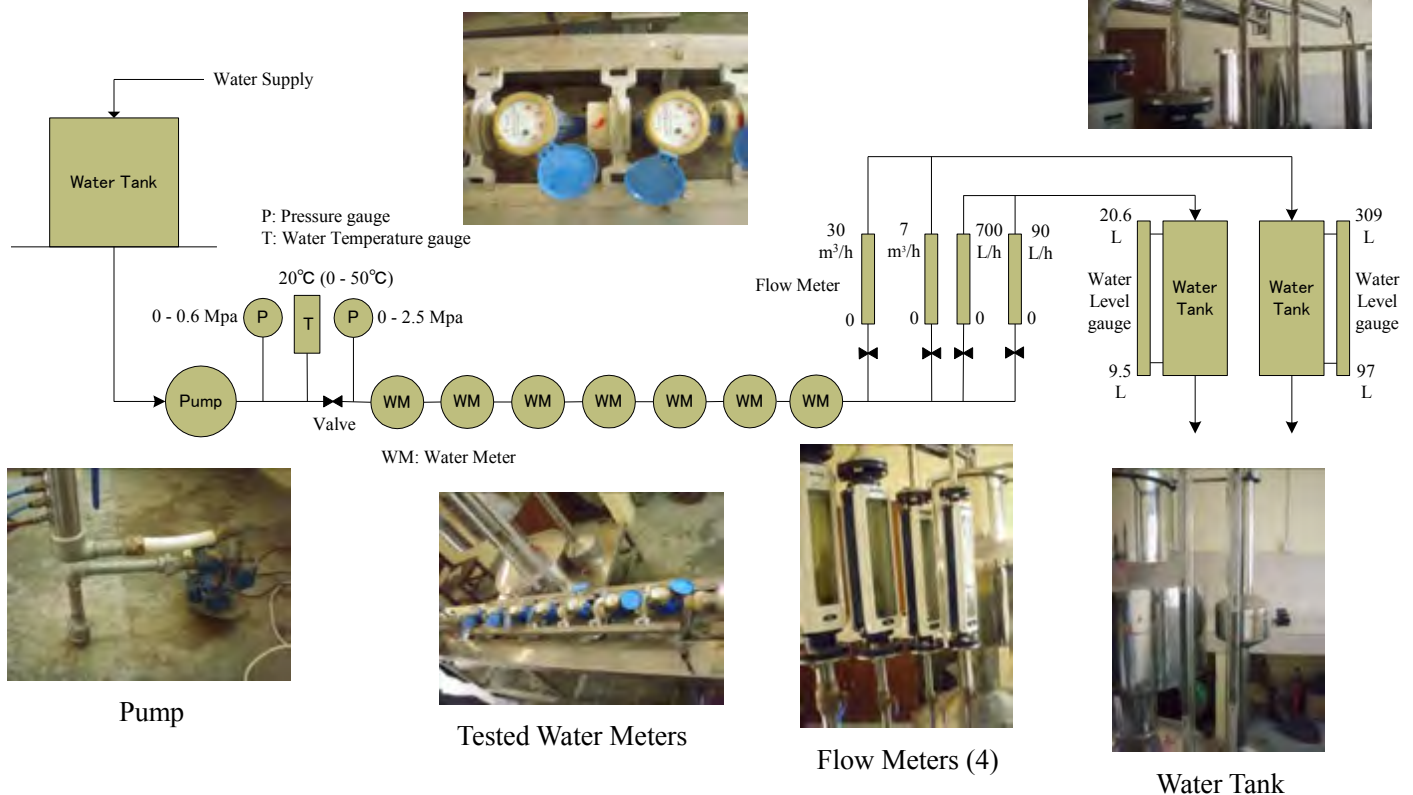 Water Supply
Water Tank
P: Pressure gauge
T: Water Temperature gauge
20℃ (0 - 50℃)
0 - 0.6 Mpa
P
T
P
0 - 2.5 Mpa
Pump
Valve
WM
WM
WM
WM
WM
WM
WM
WM: Water Meter
Flow Meter
30
m³/h
0
7
m³/h
0
700
L/h
0
90
L/h
0
20.6
L
Water
Level
gauge
9.5
L
Water
Tank
Water
Tank
309
L
Water
Level
gauge
97
L
Pump
Tested Water Meters
Flow Meters (4)
Water Tank